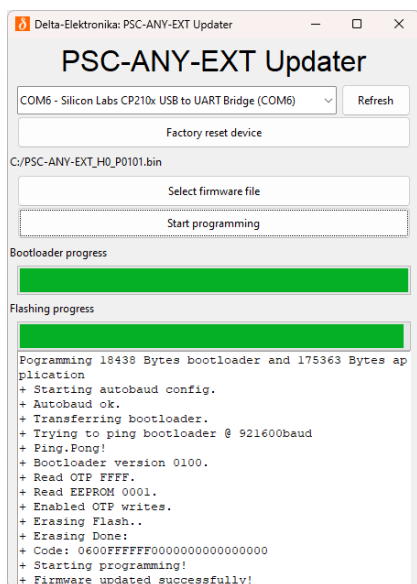 Delta-Elektronika: PSC-ANY-EXT Updater
PSC-ANY-EXT Updater
COM6 - Silicon Labs CP210x USB to UART Bridge (COM6)
Refresh
Factory reset device
C:/PSC-ANY-EXT_H0_P0101.bin
Select firmware file
Start programming
Bootloader progress
Flashing progress
Pogramming 18438 Bytes bootloader and 175363 Bytes ap
plication
+ Starting autobaud config.
+ Autobaud ok.
+ Transferring bootloader.
+ Trying to ping bootloader @ 921600baud
+ Ping.Pong!
+ Bootloader version 0100.
+ Read OTP FFFF.
+ Read EEPROM 0001.
+ Enabled OTP writes.
+ Erasing Flash..
+ Erasing Done:
+ Code: 0600FFFFFF0000000000000000
+ Starting programming!
+ Firmware updated successfully!